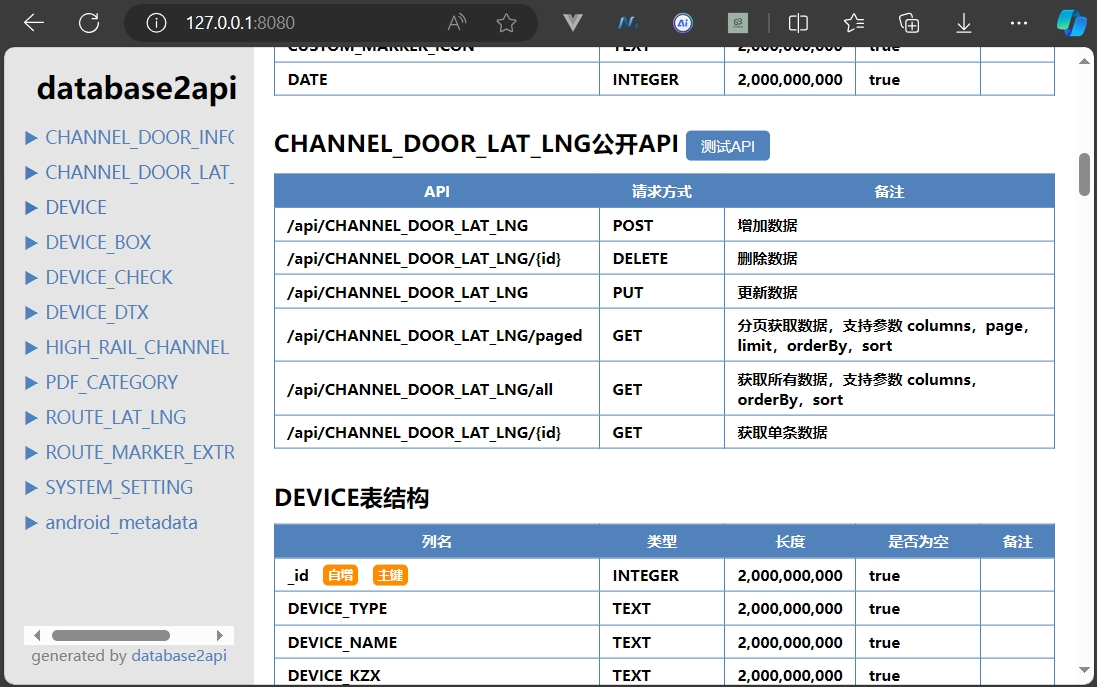 127.0.0.1:8080
database2api
CHANNEL_DOOR_INFO
CHANNEL_DOOR_LAT_
DEVICE
DEVICE_BOX
DEVICE_CHECK
DEVICE_DTX
HIGH_RAIL_CHANNEL
PDF_CATEGORY
ROUTE_LAT_LNG
ROUTE_MARKER_EXTR
SYSTEM_SETTING
android_metadata
generated by database2api
CUSTOM_MARKER_ICON TEXT 2,000,000,000 true
DATE INTEGER 2,000,000,000 true
CHANNEL_DOOR_LAT_LNG公开API 测试API
API 请求方式 备注
/api/CHANNEL_DOOR_LAT_LNG POST 增加数据
/api/CHANNEL_DOOR_LAT_LNG/{id} DELETE 删除数据
/api/CHANNEL_DOOR_LAT_LNG PUT 更新数据
/api/CHANNEL_DOOR_LAT_LNG/paged GET 分页获取数据，支持参数 columns，page，
limit，orderBy，sort
/api/CHANNEL_DOOR_LAT_LNG/all GET 获取所有数据，支持参数 columns，
orderBy，sort
/api/CHANNEL_DOOR_LAT_LNG/{id} GET 获取单条数据
DEVICE表结构
列名 类型 长度 是否为空 备注
_id 自增 主键 INTEGER 2,000,000,000 true
DEVICE_TYPE TEXT 2,000,000,000 true
DEVICE_NAME TEXT 2,000,000,000 true
DEVICE_KZX TEXT 2,000,000,000 true